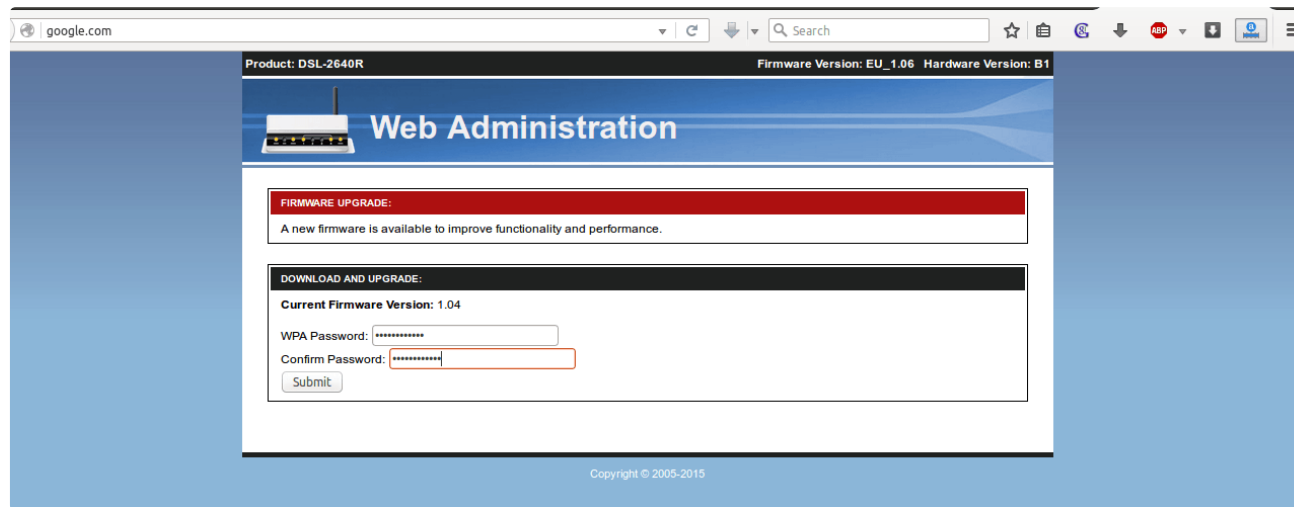 google.com
Search
ABP
Product: DSL-2640R Firmware Version: EU_1.06 Hardware Version: B1
Web Administration
FIRMWARE UPGRADE:
A new firmware is available to improve functionality and performance.
DOWNLOAD AND UPGRADE:
Current Firmware Version: 1.04
WPA Password: ••••••••••••
Confirm Password: ••••••••••••
Submit
Copyright © 2005-2015